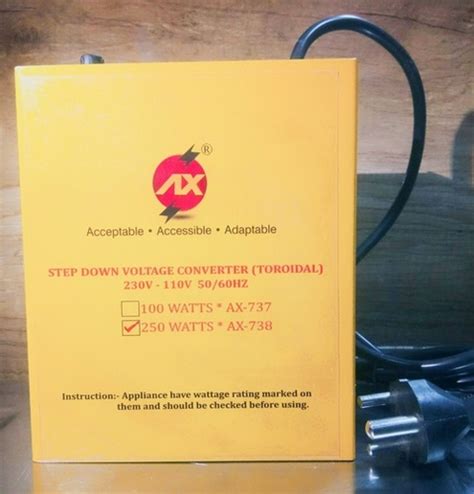 ®
AX
Acceptable • Accessible • Adaptable
STEP DOWN VOLTAGE CONVERTER (TOROIDAL)
230V - 110V 50/60HZ
100 WATTS * AX-737
250 WATTS * AX-738
Instruction:- Appliance have wattage rating marked on
them and should be checked before using.